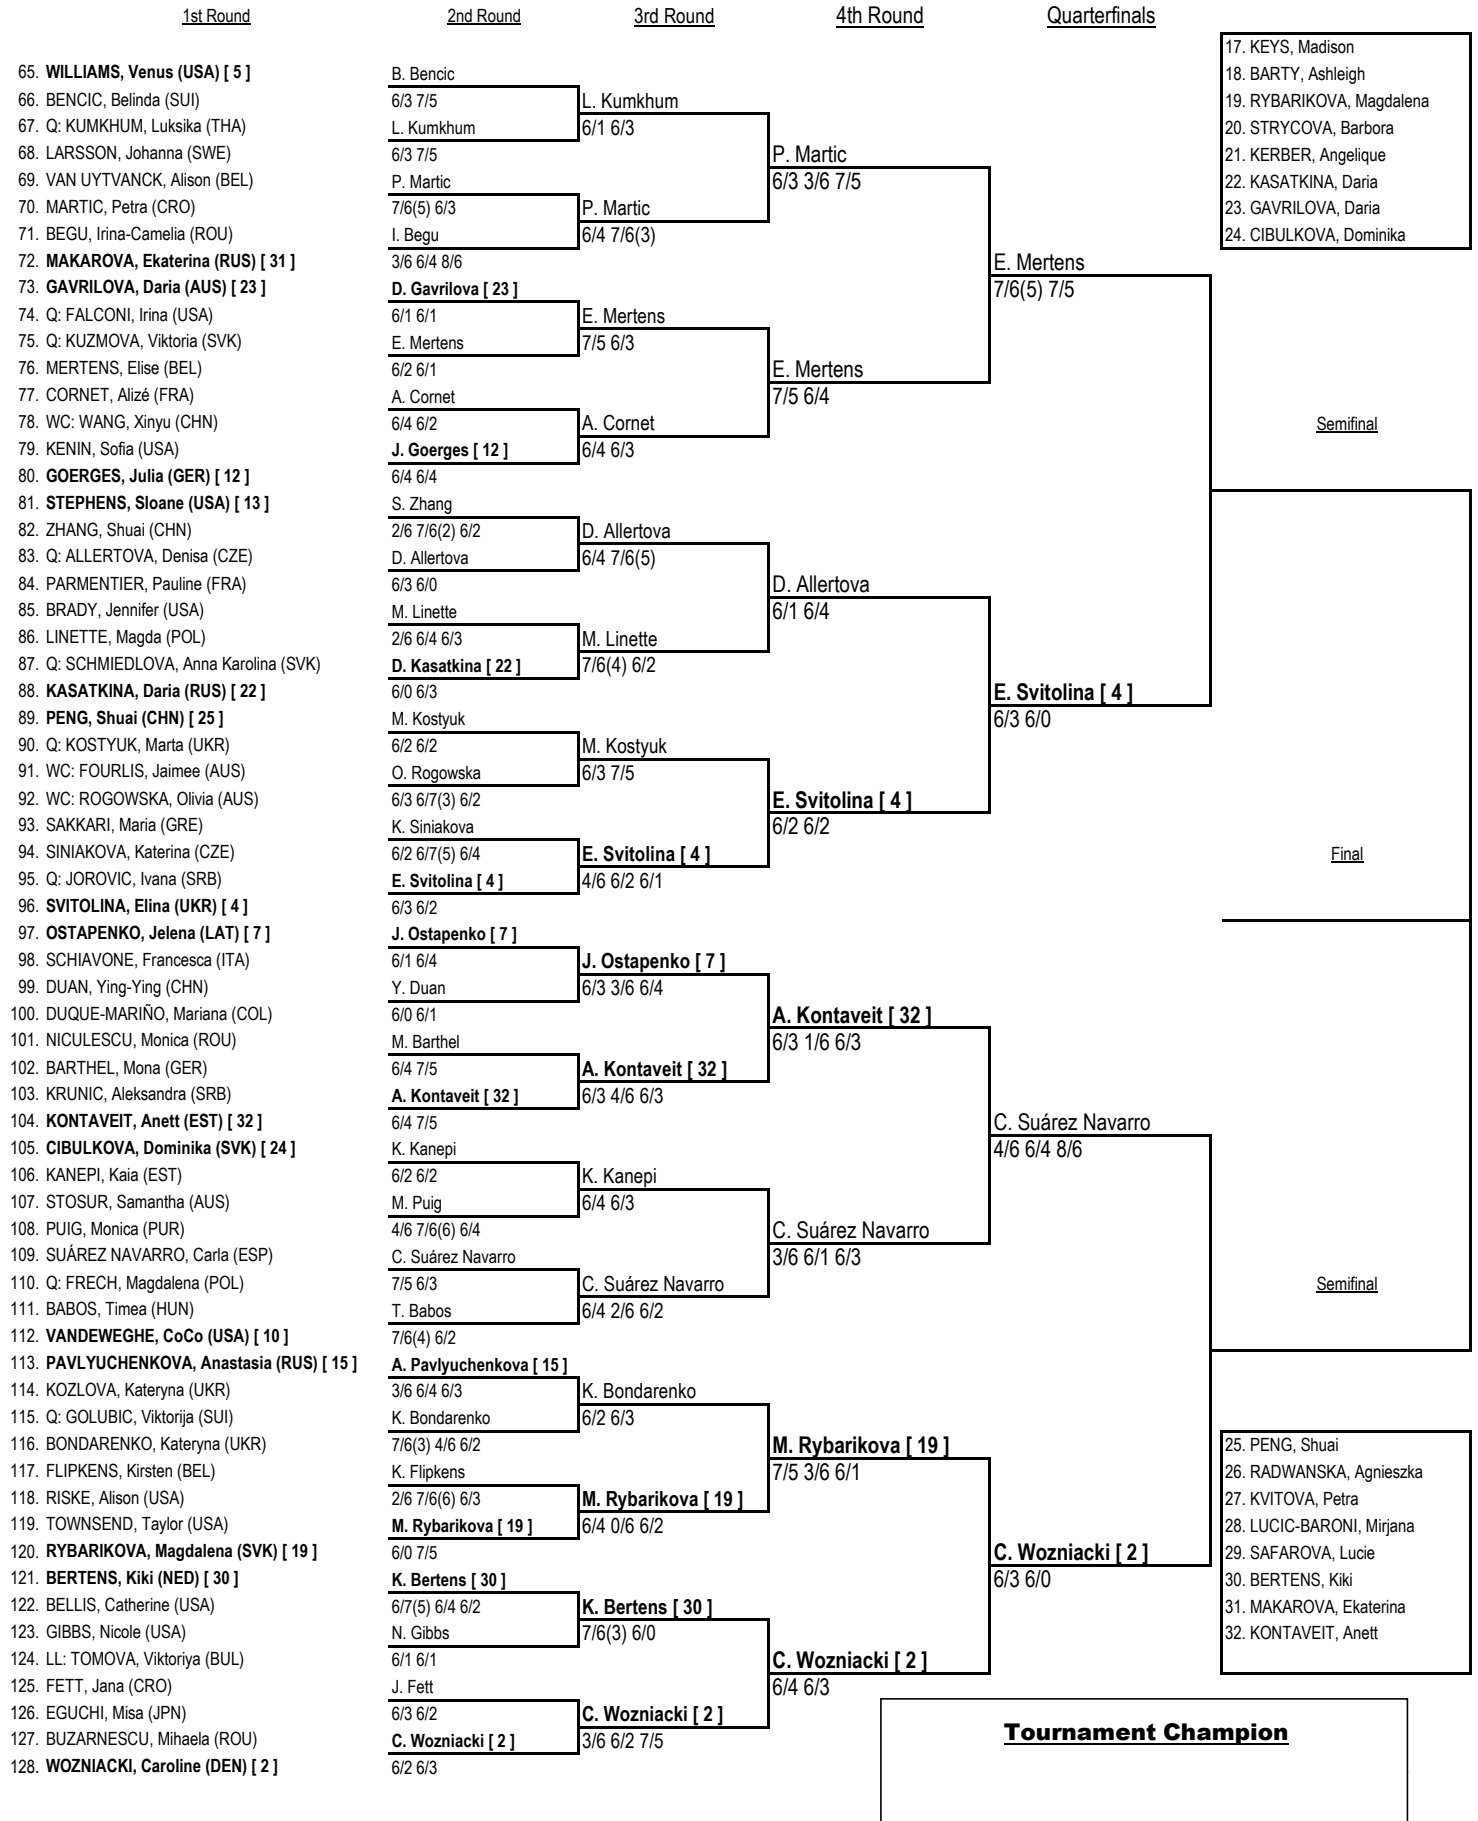 1st Round
2nd Round
3rd Round
4th Round
Quarterfinals
65. WILLIAMS, Venus (USA) [ 5 ]
66. BENCIC, Belinda (SUI)
67. Q: KUMKHUM, Luksika (THA)
68. LARSSON, Johanna (SWE)
69. VAN UYTVANCK, Alison (BEL)
70. MARTIC, Petra (CRO)
71. BEGU, Irina-Camelia (ROU)
72. MAKAROVA, Ekaterina (RUS) [ 31 ]
73. GAVRILOVA, Daria (AUS) [ 23 ]
74. Q: FALCONI, Irina (USA)
75. Q: KUZMOVA, Viktoria (SVK)
76. MERTENS, Elise (BEL)
77. CORNET, Alizé (FRA)
78. WC: WANG, Xinyu (CHN)
79. KENIN, Sofia (USA)
80. GOERGES, Julia (GER) [ 12 ]
81. STEPHENS, Sloane (USA) [ 13 ]
82. ZHANG, Shuai (CHN)
83. Q: ALLERTOVA, Denisa (CZE)
84. PARMENTIER, Pauline (FRA)
85. BRADY, Jennifer (USA)
86. LINETTE, Magda (POL)
87. Q: SCHMIEDLOVA, Anna Karolina (SVK)
88. KASATKINA, Daria (RUS) [ 22 ]
89. PENG, Shuai (CHN) [ 25 ]
90. Q: KOSTYUK, Marta (UKR)
91. WC: FOURLIS, Jaimee (AUS)
92. WC: ROGOWSKA, Olivia (AUS)
93. SAKKARI, Maria (GRE)
94. SINIAKOVA, Katerina (CZE)
95. Q: JOROVIC, Ivana (SRB)
96. SVITOLINA, Elina (UKR) [ 4 ]
97. OSTAPENKO, Jelena (LAT) [ 7 ]
98. SCHIAVONE, Francesca (ITA)
99. DUAN, Ying-Ying (CHN)
100. DUQUE-MARIÑO, Mariana (COL)
101. NICULESCU, Monica (ROU)
102. BARTHEL, Mona (GER)
103. KRUNIC, Aleksandra (SRB)
104. KONTAVEIT, Anett (EST) [ 32 ]
105. CIBULKOVA, Dominika (SVK) [ 24 ]
106. KANEPI, Kaia (EST)
107. STOSUR, Samantha (AUS)
108. PUIG, Monica (PUR)
109. SUÁREZ NAVARRO, Carla (ESP)
110. Q: FRECH, Magdalena (POL)
111. BABOS, Timea (HUN)
112. VANDEWEGHE, CoCo (USA) [ 10 ]
113. PAVLYUCHENKOVA, Anastasia (RUS) [ 15 ]
114. KOZLOVA, Kateryna (UKR)
115. Q: GOLUBIC, Viktorija (SUI)
116. BONDARENKO, Kateryna (UKR)
117. FLIPKENS, Kirsten (BEL)
118. RISKE, Alison (USA)
119. TOWNSEND, Taylor (USA)
120. RYBARIKOVA, Magdalena (SVK) [ 19 ]
121. BERTENS, Kiki (NED) [ 30 ]
122. BELLIS, Catherine (USA)
123. GIBBS, Nicole (USA)
124. LL: TOMOVA, Viktoriya (BUL)
125. FETT, Jana (CRO)
126. EGUCHI, Misa (JPN)
127. BUZARNESCU, Mihaela (ROU)
128. WOZNIACKI, Caroline (DEN) [ 2 ]
B. Bencic
6/3 7/5
L. Kumkhum
6/3 7/5
P. Martic
7/6(5) 6/3
I. Begu
3/6 6/4 8/6
D. Gavrilova [ 23 ]
6/1 6/1
E. Mertens
6/2 6/1
A. Cornet
6/4 6/2
J. Goerges [ 12 ]
6/4 6/4
S. Zhang
2/6 7/6(2) 6/2
D. Allertova
6/3 6/0
M. Linette
2/6 6/4 6/3
D. Kasatkina [ 22 ]
6/0 6/3
M. Kostyuk
6/2 6/2
O. Rogowska
6/3 6/7(3) 6/2
K. Siniakova
6/2 6/7(5) 6/4
E. Svitolina [ 4 ]
6/3 6/2
J. Ostapenko [ 7 ]
6/1 6/4
Y. Duan
6/0 6/1
M. Barthel
6/4 7/5
A. Kontaveit [ 32 ]
6/4 7/5
K. Kanepi
6/2 6/2
M. Puig
4/6 7/6(6) 6/4
C. Suárez Navarro
7/5 6/3
T. Babos
7/6(4) 6/2
A. Pavlyuchenkova [ 15 ]
3/6 6/4 6/3
K. Bondarenko
7/6(3) 4/6 6/2
K. Flipkens
2/6 7/6(6) 6/3
M. Rybarikova [ 19 ]
6/0 7/5
K. Bertens [ 30 ]
6/7(5) 6/4 6/2
N. Gibbs
6/1 6/1
J. Fett
6/3 6/2
C. Wozniacki [ 2 ]
6/2 6/3
L. Kumkhum
6/1 6/3
P. Martic
6/4 7/6(3)
E. Mertens
7/5 6/3
A. Cornet
6/4 6/3
D. Allertova
6/4 7/6(5)
M. Linette
7/6(4) 6/2
M. Kostyuk
6/3 7/5
E. Svitolina [ 4 ]
4/6 6/2 6/1
J. Ostapenko [ 7 ]
6/3 3/6 6/4
A. Kontaveit [ 32 ]
6/3 4/6 6/3
K. Kanepi
6/4 6/3
C. Suárez Navarro
6/4 2/6 6/2
K. Bondarenko
6/2 6/3
M. Rybarikova [ 19 ]
6/4 0/6 6/2
K. Bertens [ 30 ]
7/6(3) 6/0
C. Wozniacki [ 2 ]
3/6 6/2 7/5
P. Martic
6/3 3/6 7/5
E. Mertens
7/5 6/4
D. Allertova
6/1 6/4
E. Svitolina [ 4 ]
6/2 6/2
A. Kontaveit [ 32 ]
6/3 1/6 6/3
C. Suárez Navarro
3/6 6/1 6/3
M. Rybarikova [ 19 ]
7/5 3/6 6/1
C. Wozniacki [ 2 ]
6/4 6/3
E. Mertens
7/6(5) 7/5
E. Svitolina [ 4 ]
6/3 6/0
C. Suárez Navarro
4/6 6/4 8/6
C. Wozniacki [ 2 ]
6/3 6/0
17. KEYS, Madison
18. BARTY, Ashleigh
19. RYBARIKOVA, Magdalena
20. STRYCOVA, Barbora
21. KERBER, Angelique
22. KASATKINA, Daria
23. GAVRILOVA, Daria
24. CIBULKOVA, Dominika
Semifinal
Final
Semifinal
25. PENG, Shuai
26. RADWANSKA, Agnieszka
27. KVITOVA, Petra
28. LUCIC-BARONI, Mirjana
29. SAFAROVA, Lucie
30. BERTENS, Kiki
31. MAKAROVA, Ekaterina
32. KONTAVEIT, Anett
Tournament Champion